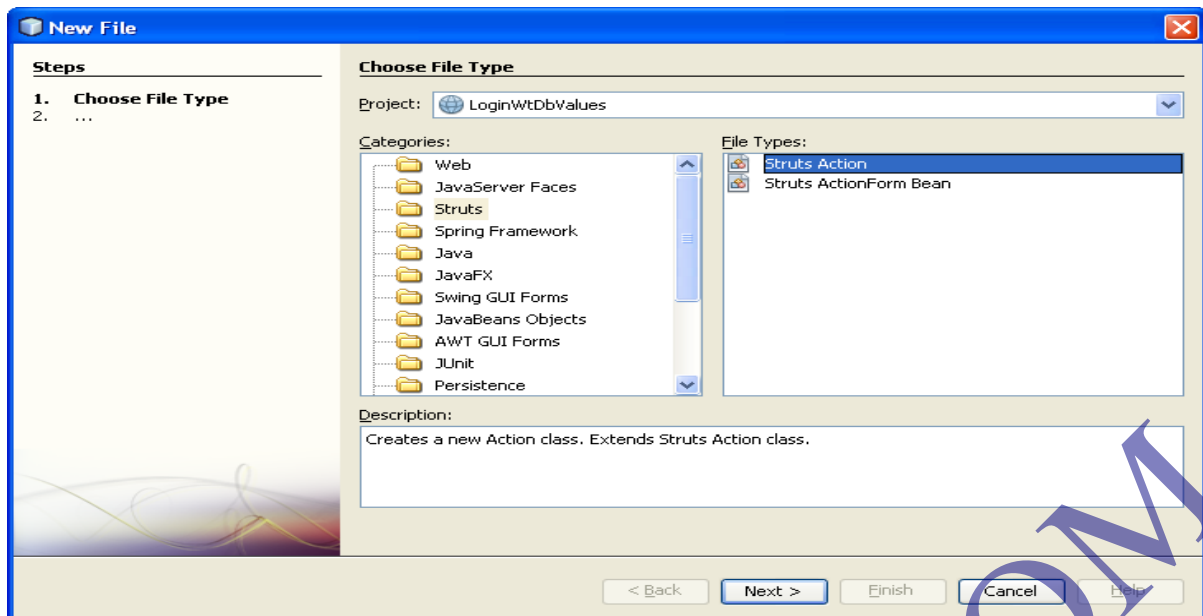 New File
Steps
1. Choose File Type
2. ...
Choose File Type
Project: LoginWtDbValues
Categories:
Web
JavaServer Faces
Struts
Spring Framework
Java
JavaFX
Swing GUI Forms
JavaBeans Objects
AWT GUI Forms
JUnit
Persistence
File Types:
Struts Action
Struts ActionForm Bean
Description:
Creates a new Action class. Extends Struts Action class.
< Back Next > Finish Cancel Help
OM